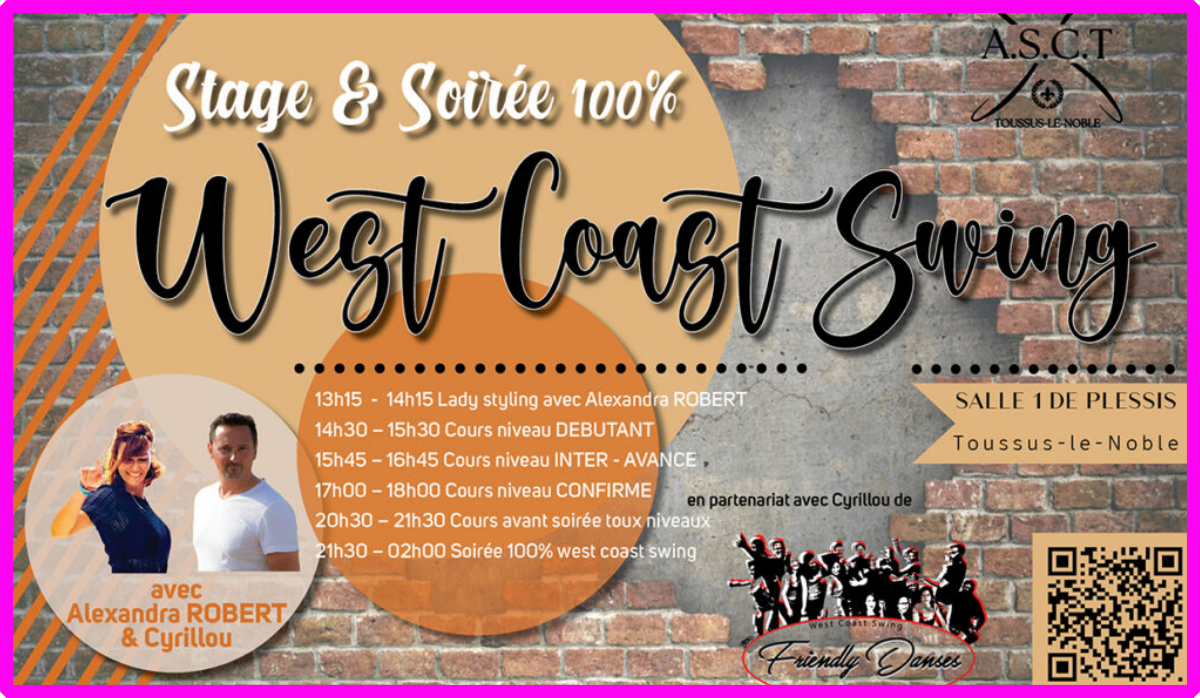 A.S.C.T
TOUSSUS-LE-NOBLE
Stage & Soirée 100%
West Coast Swing
13h15 - 14h15 Lady styling avec Alexandra ROBERT
14h30 – 15h30 Cours niveau DEBUTANT
15h45 – 16h45 Cours niveau INTER - AVANCE
17h00 – 18h00 Cours niveau CONFIRME
20h30 – 21h30 Cours avant soirée toux niveaux
21h30 – 02h00 Soirée 100% west coast swing
SALLE 1 DE PLESSIS
Toussus-le-Noble
en partenariat avec Cyrillou de
West Coast Swing
Friendly Danses
avec
Alexandra ROBERT
& Cyrillou